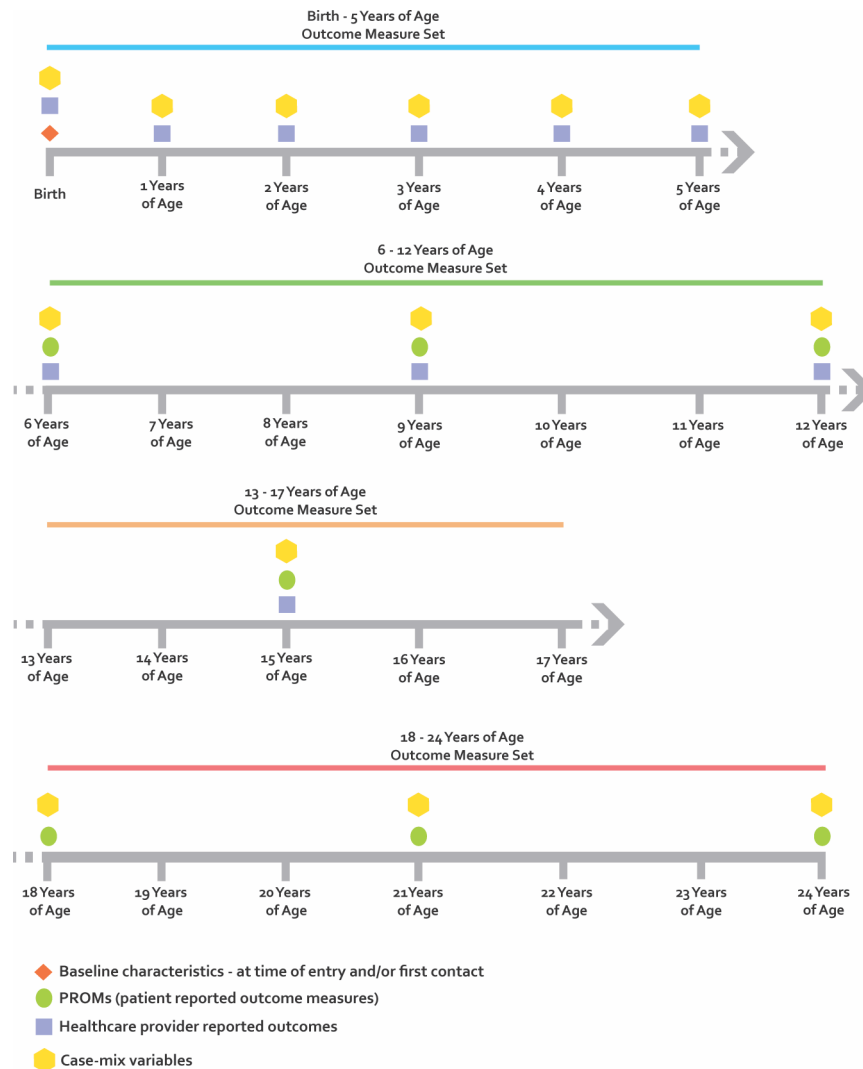 Birth - 5 Years of Age
Outcome Measure Set
Birth
1 Years
of Age
2 Years
of Age
3 Years
of Age
4 Years
of Age
5 Years
of Age
6 - 12 Years of Age
Outcome Measure Set
6 Years
of Age
7 Years
of Age
8 Years
of Age
9 Years
of Age
10 Years
of Age
11 Years
of Age
12 Years
of Age
13 - 17 Years of Age
Outcome Measure Set
13 Years
of Age
14 Years
of Age
15 Years
of Age
16 Years
of Age
17 Years
of Age
18 - 24 Years of Age
Outcome Measure Set
18 Years
of Age
19 Years
of Age
20 Years
of Age
21 Years
of Age
22 Years
of Age
23 Years
of Age
24 Years
of Age
Baseline characteristics - at time of entry and/or first contact
PROMs (patient reported outcome measures)
Healthcare provider reported outcomes
Case-mix variables